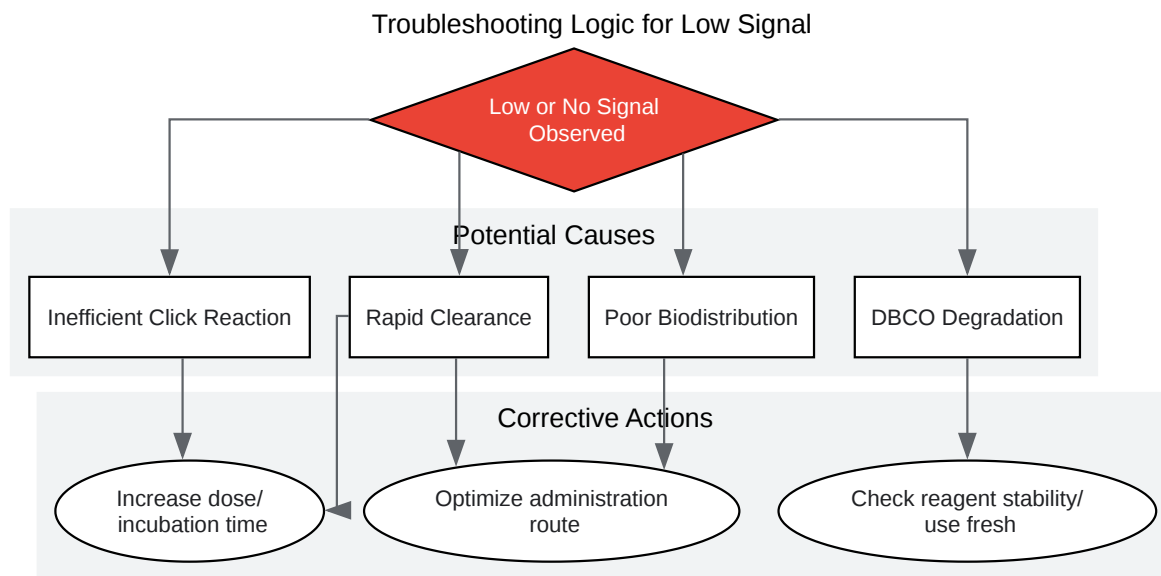 Troubleshooting Logic for Low Signal
Low or No Signal
Observed
Potential Causes
Inefficient Click Reaction
Rapid Clearance
Poor Biodistribution
DBCO Degradation
Corrective Actions
Increase dose/
incubation time
Optimize administration
route
Check reagent stability/
use fresh